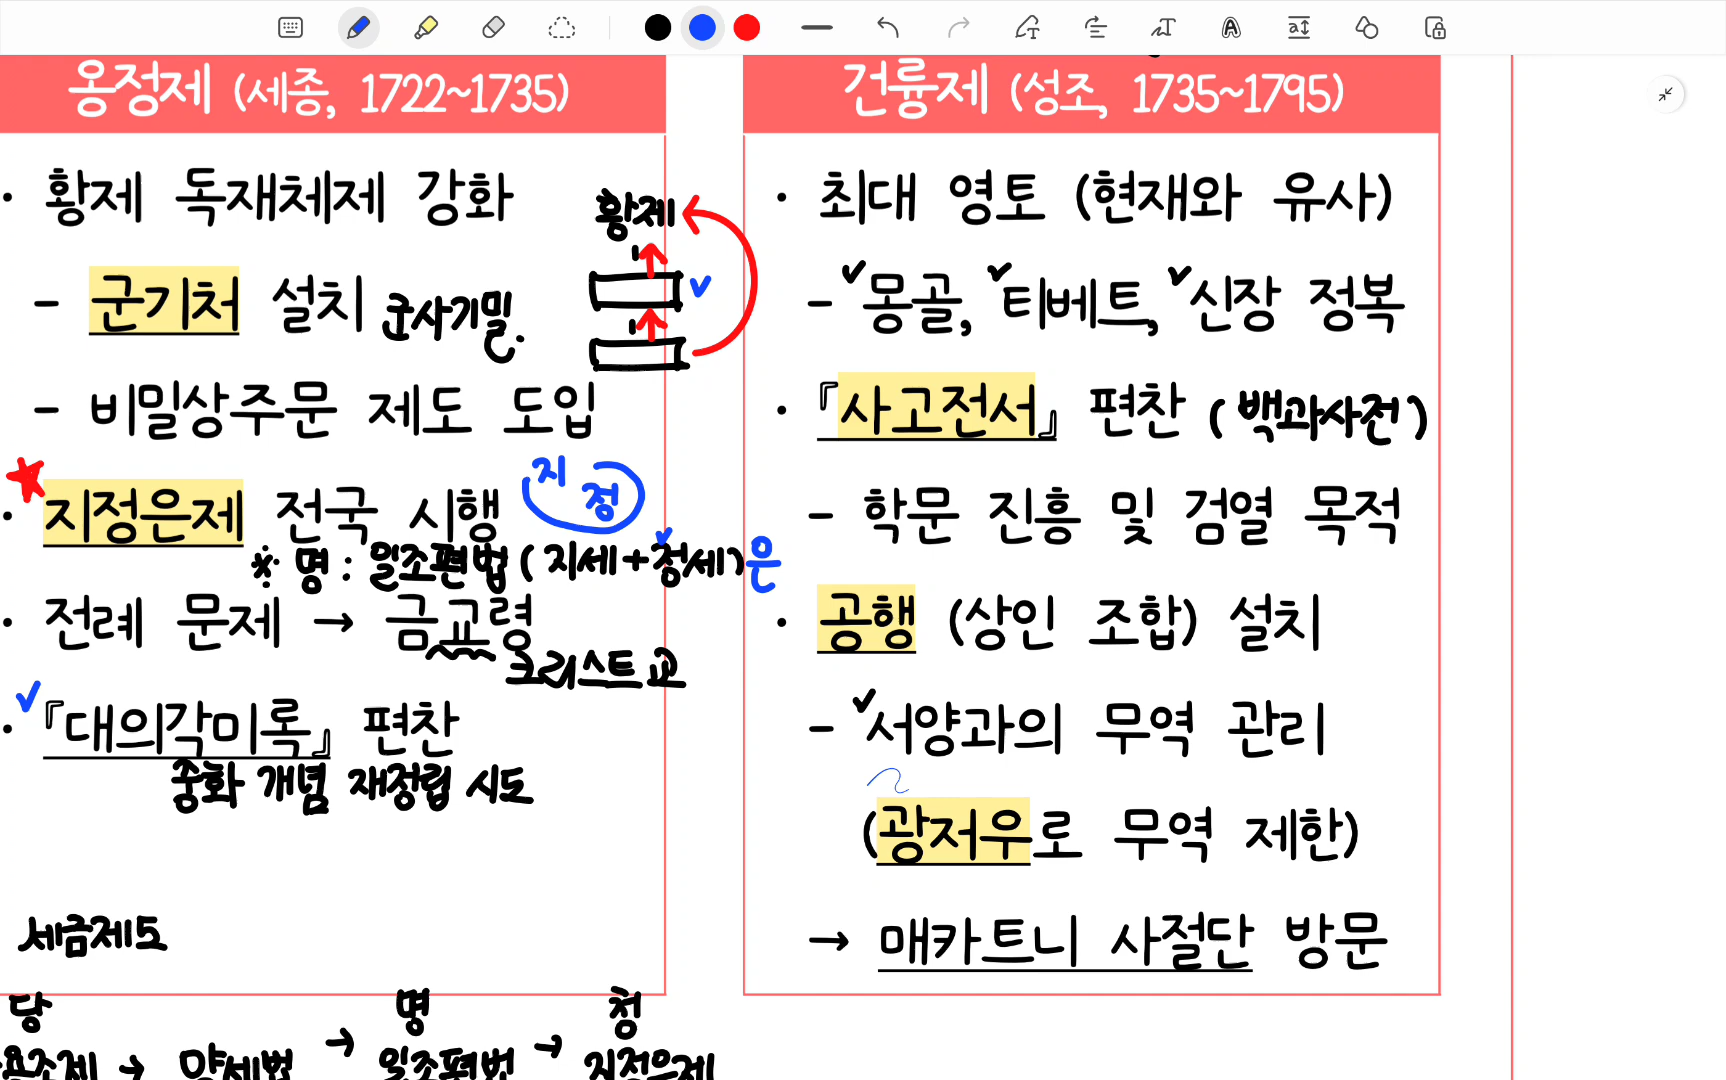 옹정제 (세종, 1722~1735)
· 황제 독재체제 강화
황제
- 군기처 설치 군사기밀.
- 비밀상주문 제도 도입
· 지정은제 전국 시행
지정
※ 명 : 일조편법 ( 지세 + 정세 ) 은
· 전례 문제 → 금교령
크리스트교
· 『대의각미록』 편찬
중화 개념 재정립 시도
세금제도
당
명
청
용조제 → 양세법 → 일조편법 → 지정은제
건륭제 (성조, 1735~1795)
· 최대 영토 (현재와 유사)
- 몽골, 티베트, 신장 정복
· 『사고전서』 편찬 ( 백과사전 )
- 학문 진흥 및 검열 목적
· 공행 (상인 조합) 설치
- 서양과의 무역 관리
(광저우로 무역 제한)
→ 매카트니 사절단 방문